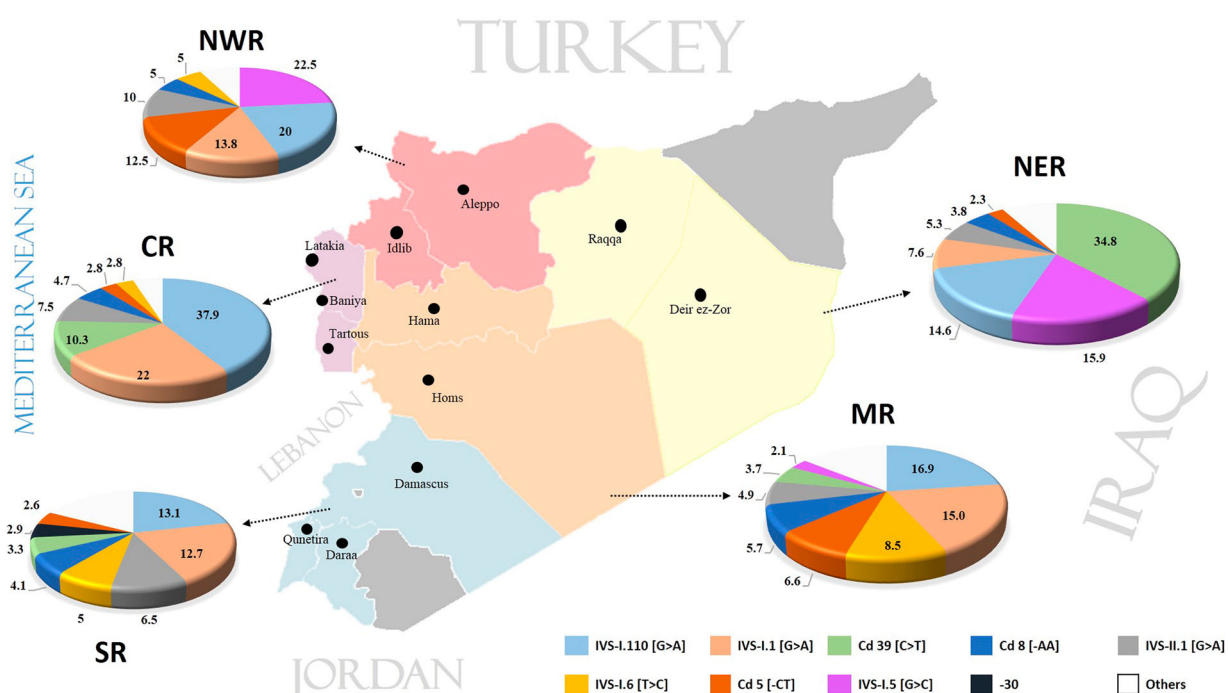 TURKEY
NWR
5
22.5
5
10
20
13.8
12.5
MEDITERRANEAN SEA
NER
2.3
3.8
5.3
7.6
34.8
14.6
15.9
Aleppo
Idlib
Raqqa
Latakia
Baniya
Tartous
Hama
Deir ez-Zor
Homs
CR
2.8
2.8
4.7
7.5
37.9
10.3
22
LEBANON
IRAQ
MR
2.1
3.7
4.9
16.9
15.0
8.5
5.7
6.6
Damascus
Qunetira
Daraa
2.6
2.9
3.3
13.1
12.7
4.1
5
6.5
SR
JORDAN
IVS-I.110 [G>A]
IVS-I.1 [G>A]
Cd 39 [C>T]
Cd 8 [-AA]
IVS-II.1 [G>A]
IVS-I.6 [T>C]
Cd 5 [-CT]
IVS-I.5 [G>C]
-30
Others